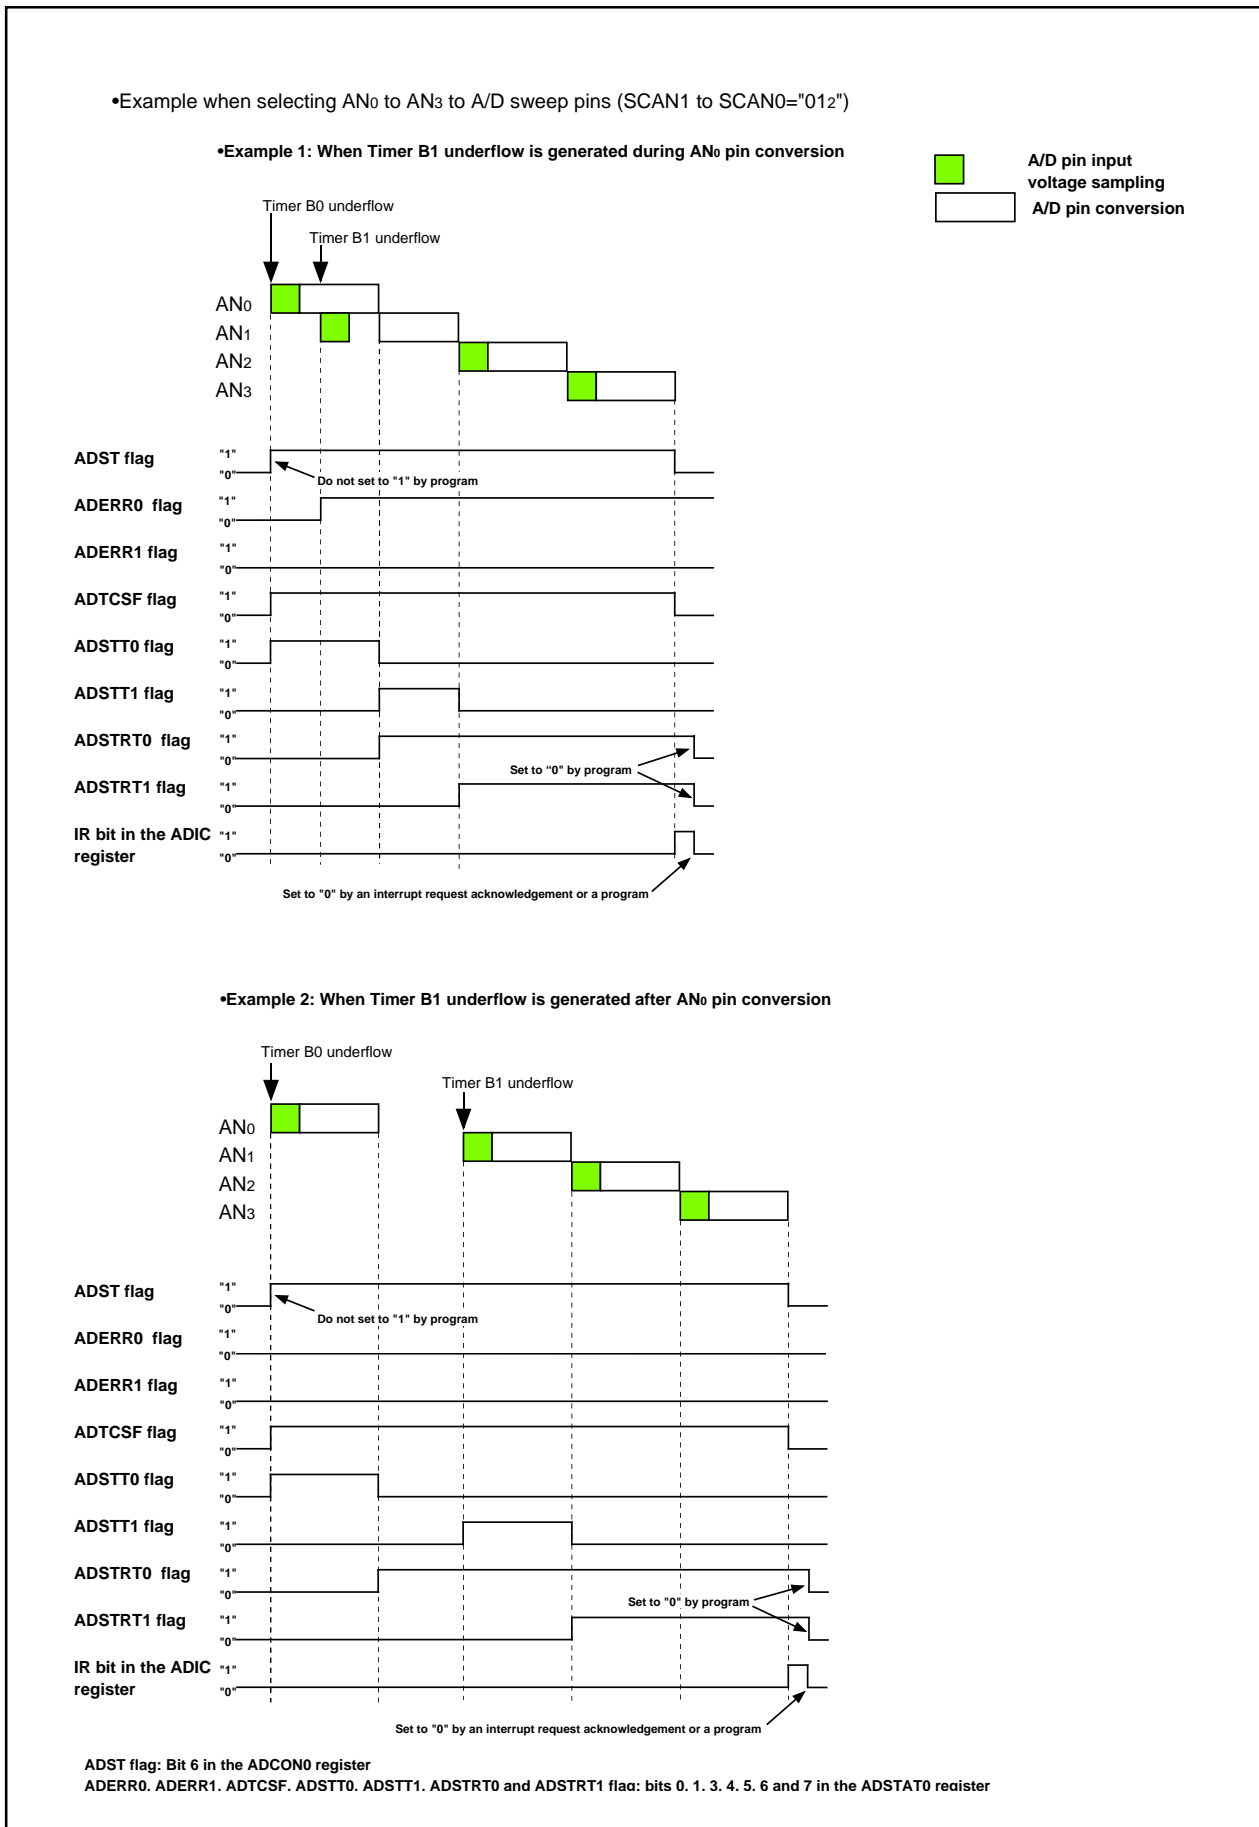 •Example when selecting AN0 to AN3 to A/D sweep pins (SCAN1 to SCAN0="012")
•Example 1: When Timer B1 underflow is generated during AN0 pin conversion
A/D pin input
voltage sampling
A/D pin conversion
Timer B0 underflow
Timer B1 underflow
AN0
AN1
AN2
AN3
ADST flag
"1"
"0"
Do not set to "1" by program
ADERR0 flag
"1"
"0"
ADERR1 flag
"1"
"0"
ADTCSF flag
"1"
"0"
ADSTT0 flag
"1"
"0"
ADSTT1 flag
"1"
"0"
ADSTRT0 flag
"1"
"0"
Set to “0” by program
ADSTRT1 flag
"1"
"0"
IR bit in the ADIC
register
"1"
"0"
Set to "0" by an interrupt request acknowledgement or a program
•Example 2: When Timer B1 underflow is generated after AN0 pin conversion
Timer B0 underflow
Timer B1 underflow
AN0
AN1
AN2
AN3
ADST flag
"1"
"0"
Do not set to "1" by program
ADERR0 flag
"1"
"0"
ADERR1 flag
"1"
"0"
ADTCSF flag
"1"
"0"
ADSTT0 flag
"1"
"0"
ADSTT1 flag
"1"
"0"
ADSTRT0 flag
"1"
"0"
Set to "0" by program
ADSTRT1 flag
"1"
"0"
IR bit in the ADIC
register
"1"
"0"
Set to "0" by an interrupt request acknowledgement or a program
ADST flag: Bit 6 in the ADCON0 register
ADERR0, ADERR1, ADTCSF, ADSTT0, ADSTT1, ADSTRT0 and ADSTRT1 flag: bits 0, 1, 3, 4, 5, 6 and 7 in the ADSTAT0 register